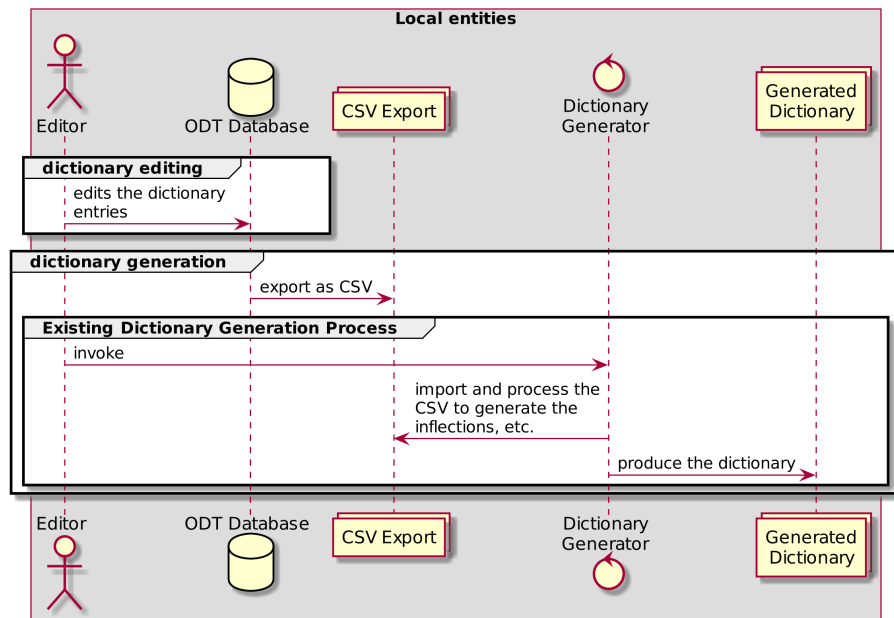 Local entities
Editor
ODT Database
CSV Export
Dictionary
Generator
Generated
Dictionary
dictionary editing
edits the dictionary
entries
dictionary generation
export as CSV
Existing Dictionary Generation Process
invoke
import and process the
CSV to generate the
inflections, etc.
produce the dictionary
Editor
ODT Database
CSV Export
Dictionary
Generator
Generated
Dictionary